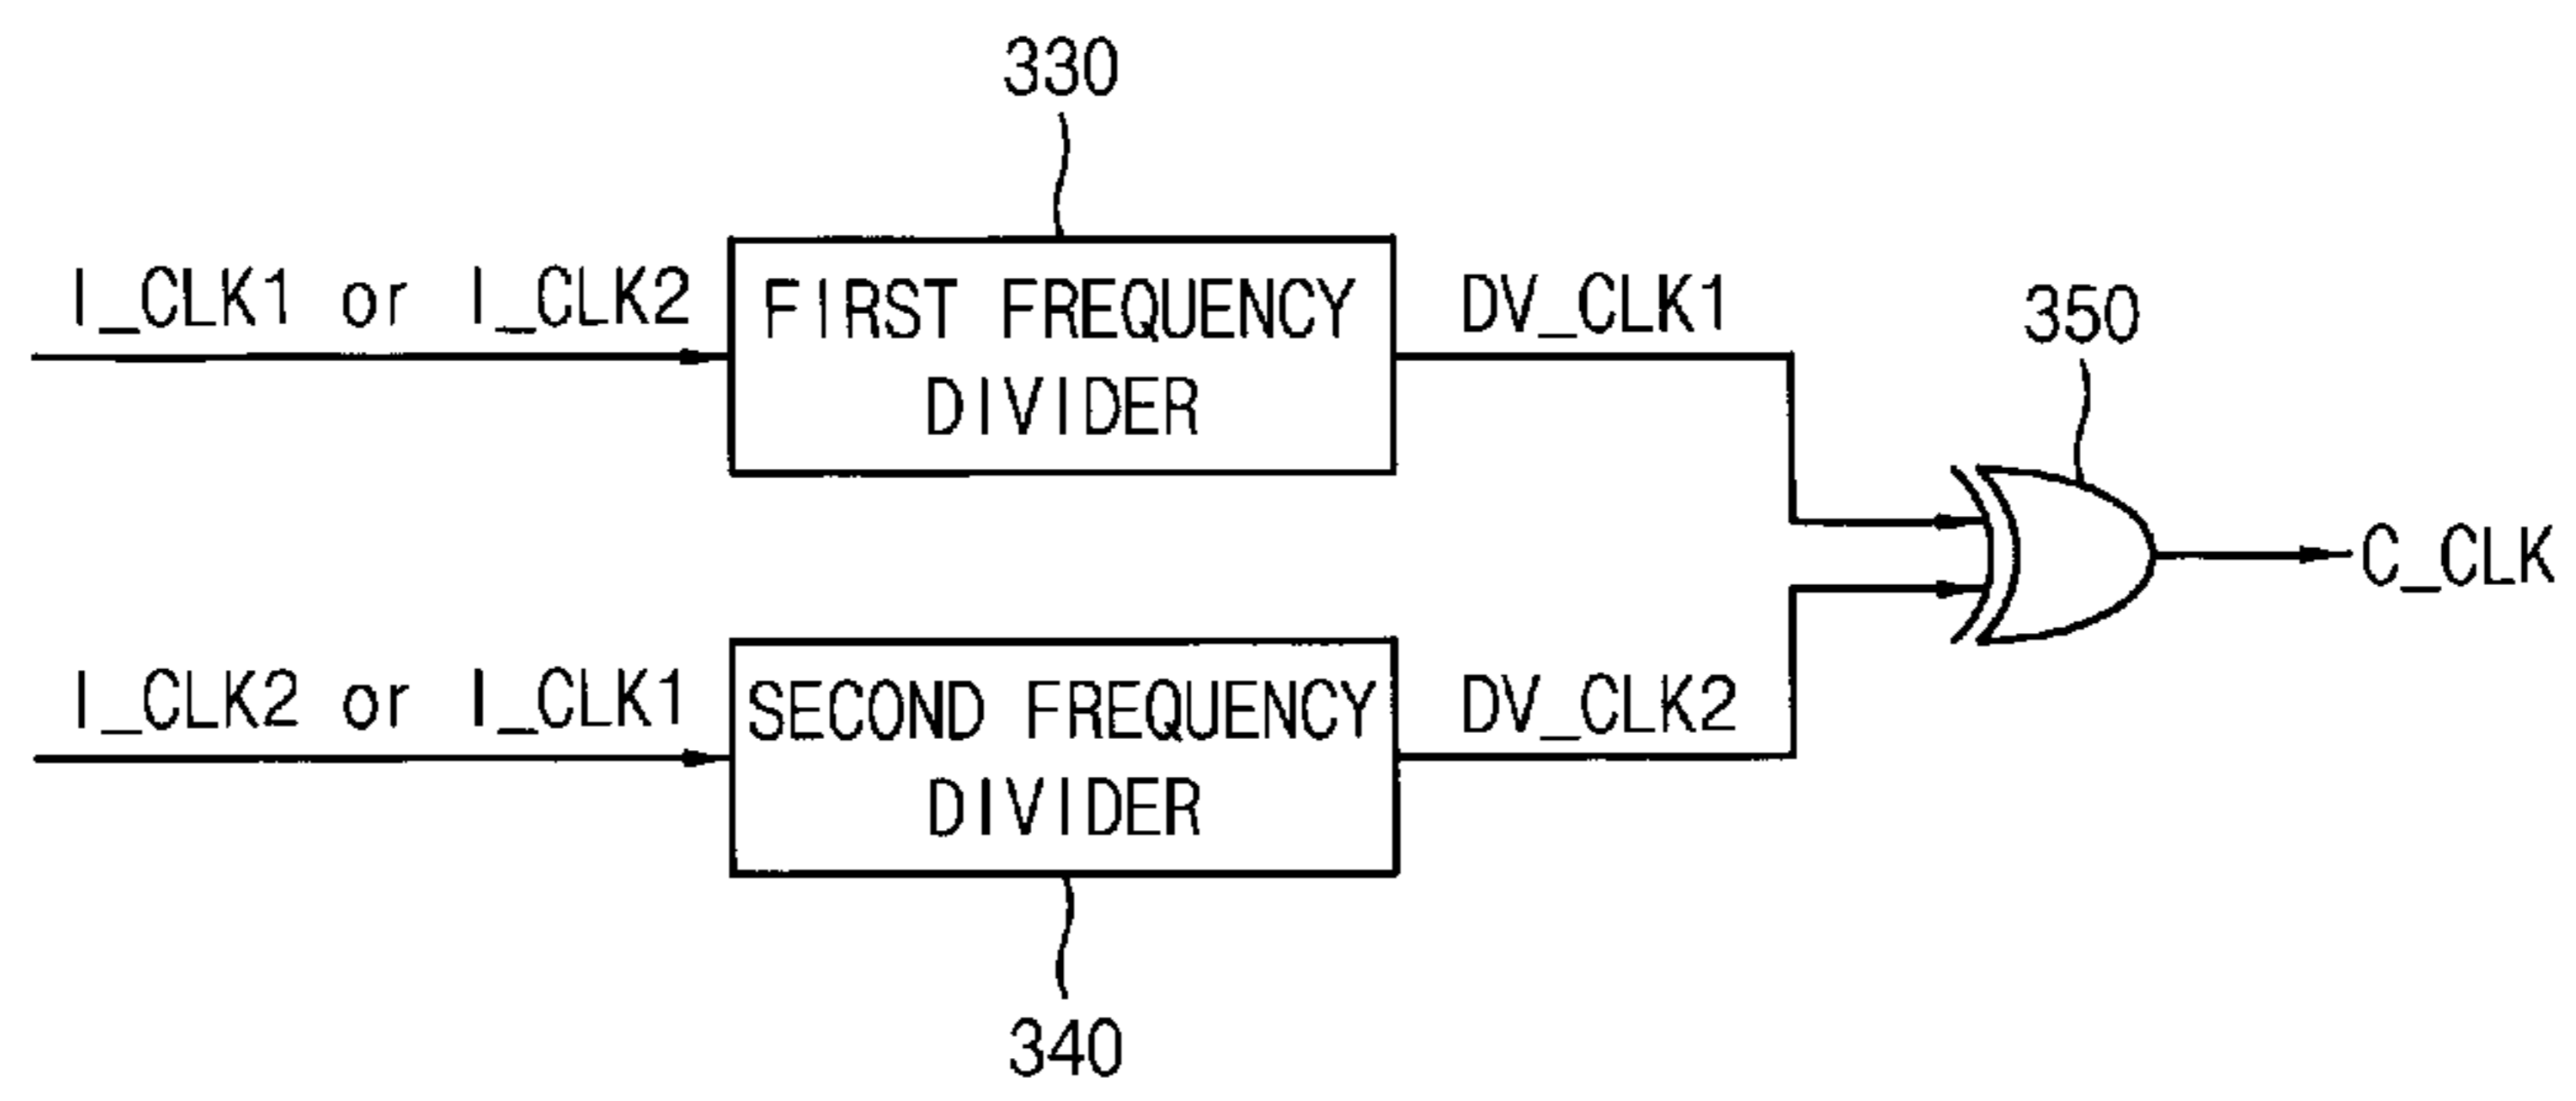 330
I_CLK1 or I_CLK2
FIRST FREQUENCY
DIVIDER
DV_CLK1
350
C_CLK
I_CLK2 or I_CLK1
SECOND FREQUENCY
DIVIDER
DV_CLK2
340